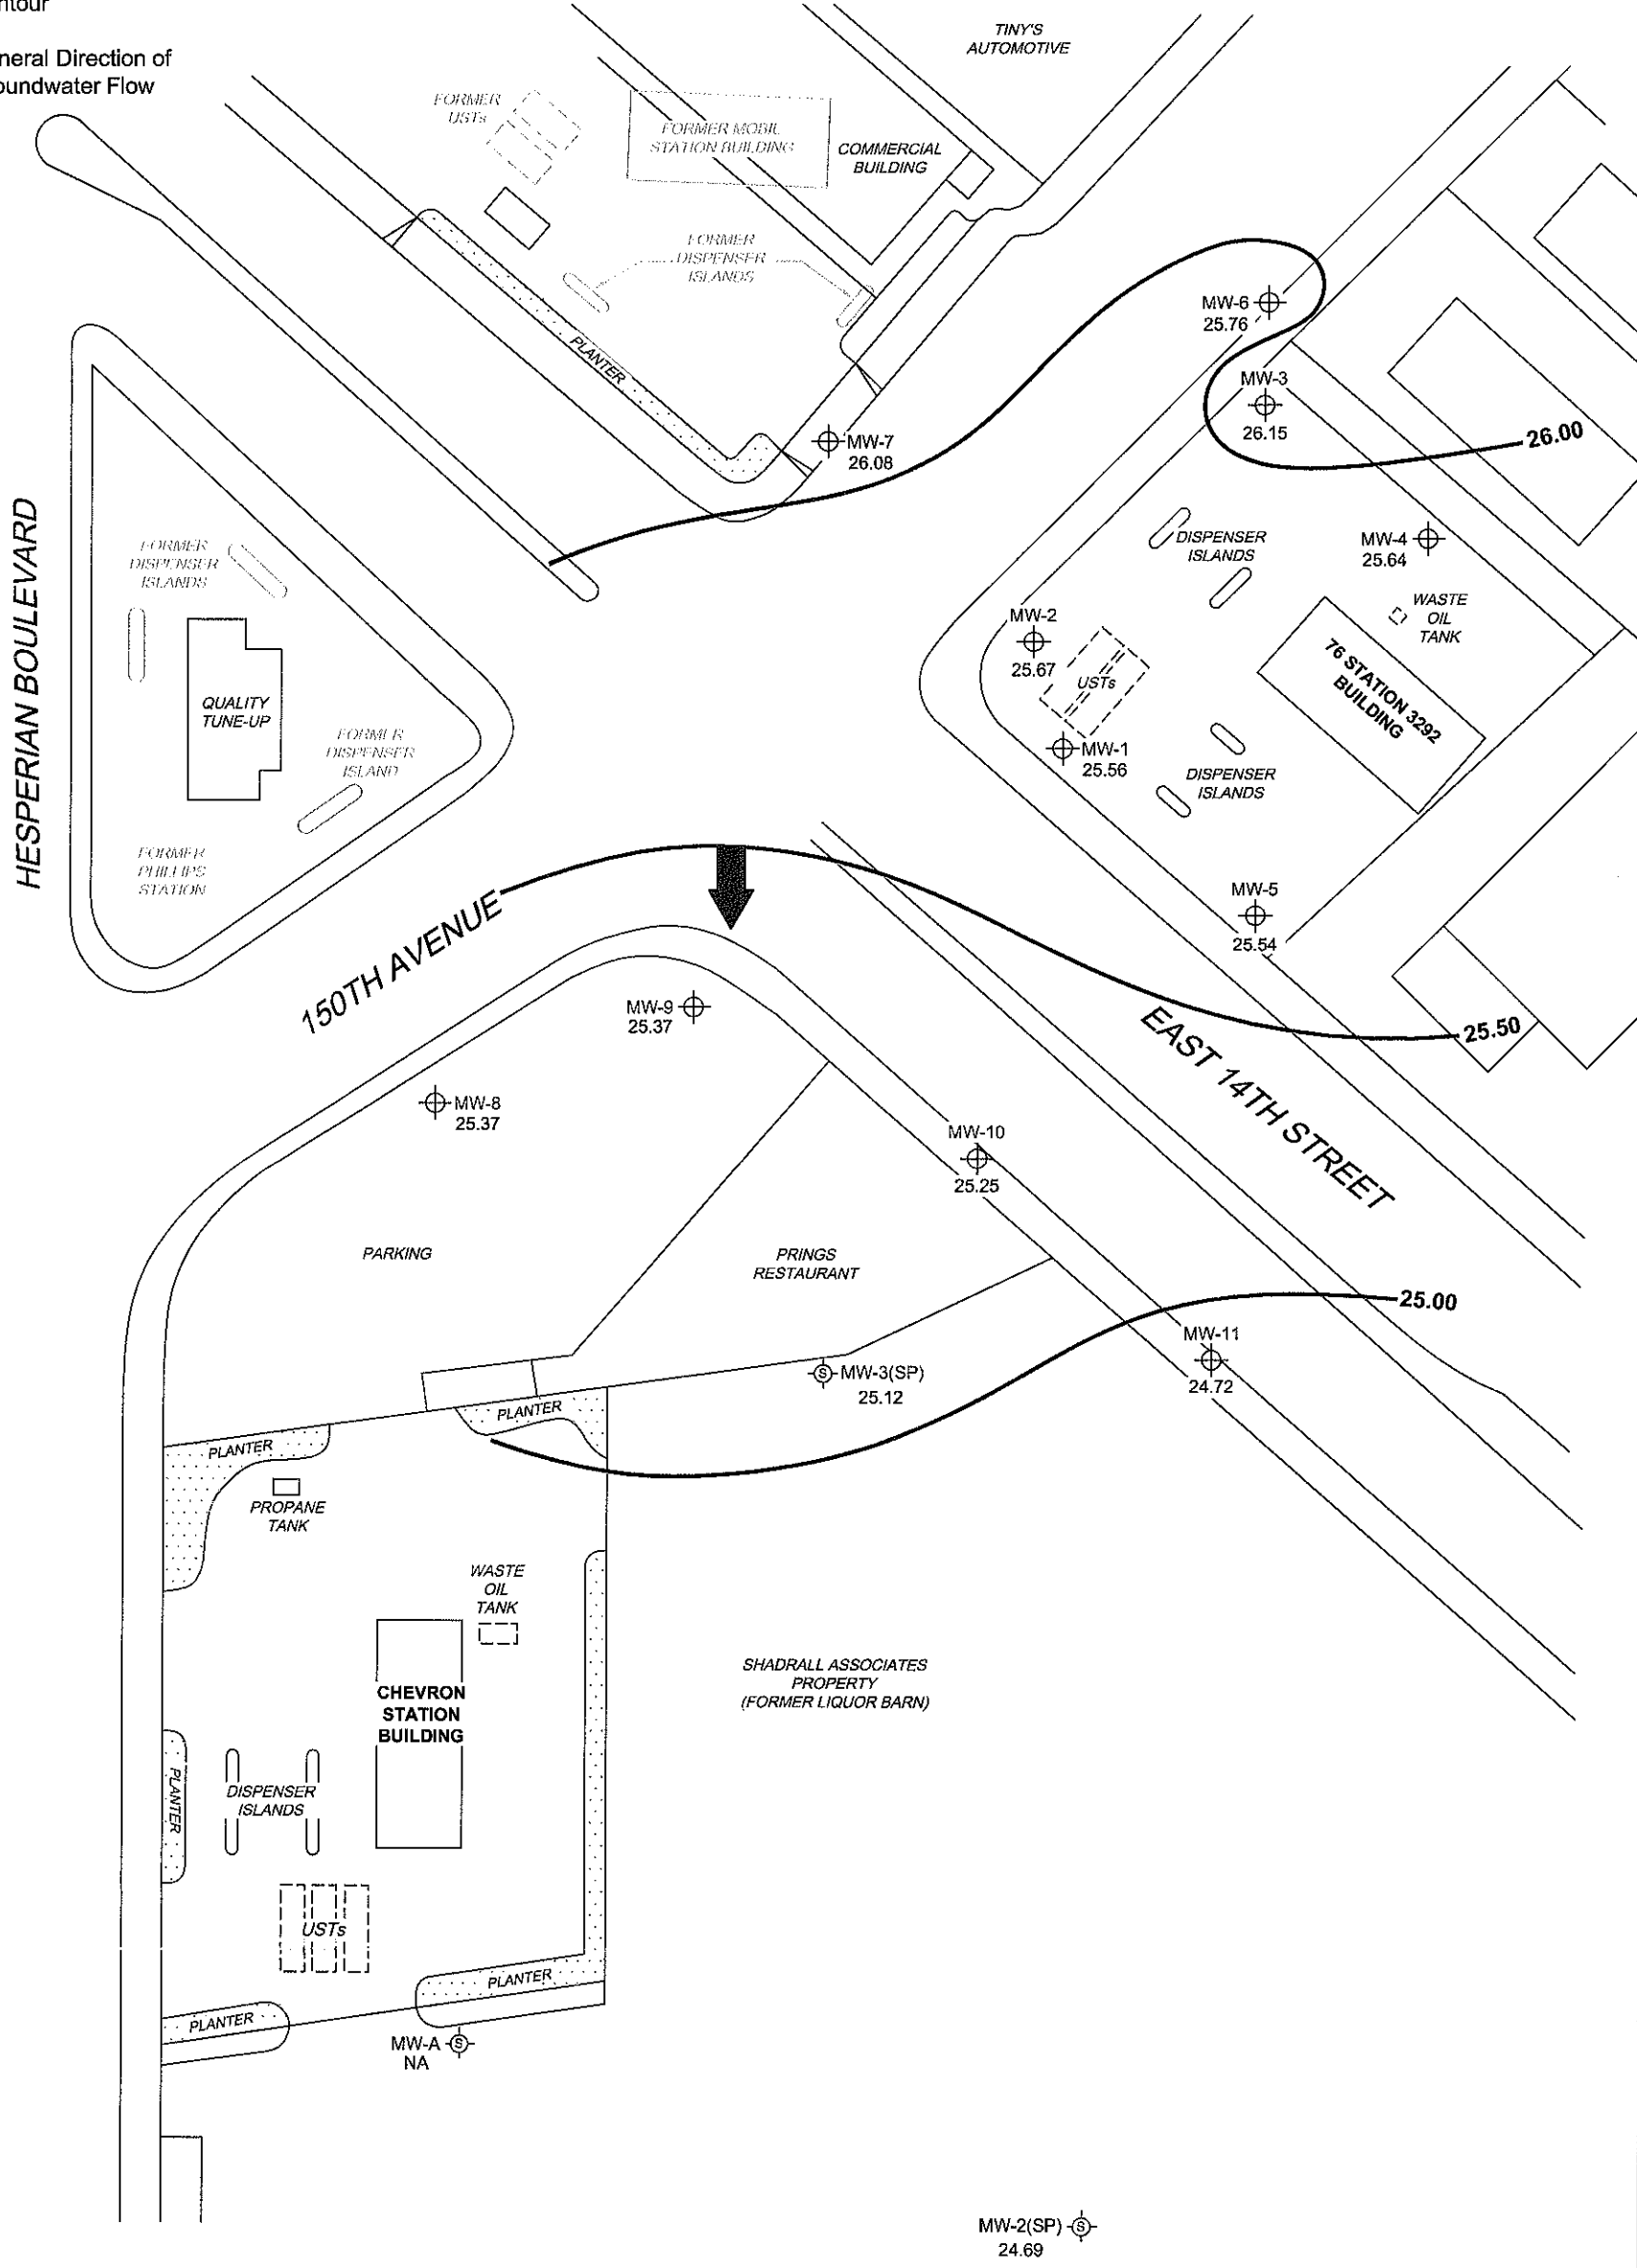 ntour
neral Direction of
oundwater Flow
TINY'S
AUTOMOTIVE
FORMER
USTs
FORMER MOBIL
STATION BUILDING
COMMERCIAL
BUILDING
FORMER
DISPENSER
ISLANDS
PLANTER
MW-6
25.76
MW-3
26.15
26.00
MW-7
26.08
HESPERIAN BOULEVARD
FORMER
DISPENSER
ISLANDS
DISPENSER
ISLANDS
MW-4
25.64
WASTE
OIL
TANK
MW-2
25.67
USTs
76 STATION 3292
BUILDING
QUALITY
TUNE-UP
FORMER
DISPENSER
ISLAND
MW-1
25.56
DISPENSER
ISLANDS
FORMER
PHILLIPS
STATION
150TH AVENUE
MW-5
25.54
MW-9
25.37
EAST 14TH STREET
25.50
MW-8
25.37
MW-10
25.25
PARKING
PRINGS
RESTAURANT
25.00
MW-11
24.72
MW-3(SP)
25.12
S
PLANTER
PLANTER
PROPANE
TANK
WASTE
OIL
TANK
SHADRALL ASSOCIATES
PROPERTY
(FORMER LIQUOR BARN)
CHEVRON
STATION
BUILDING
PLANTER
DISPENSER
ISLANDS
USTs
PLANTER
PLANTER
MW-A
S
NA
MW-2(SP)
S
24.69